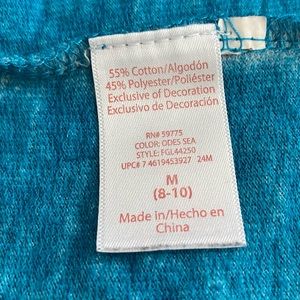 55% Cotton/Algodón
45% Polyester/Poliéster
Exclusive of Decoration
Exclusivo de Decoración
RN# 59775
COLOR: ODES SEA
STYLE: FGL44250
UPC# 7 4619453927 24M
M
(8-10)
Made in/Hecho en
China